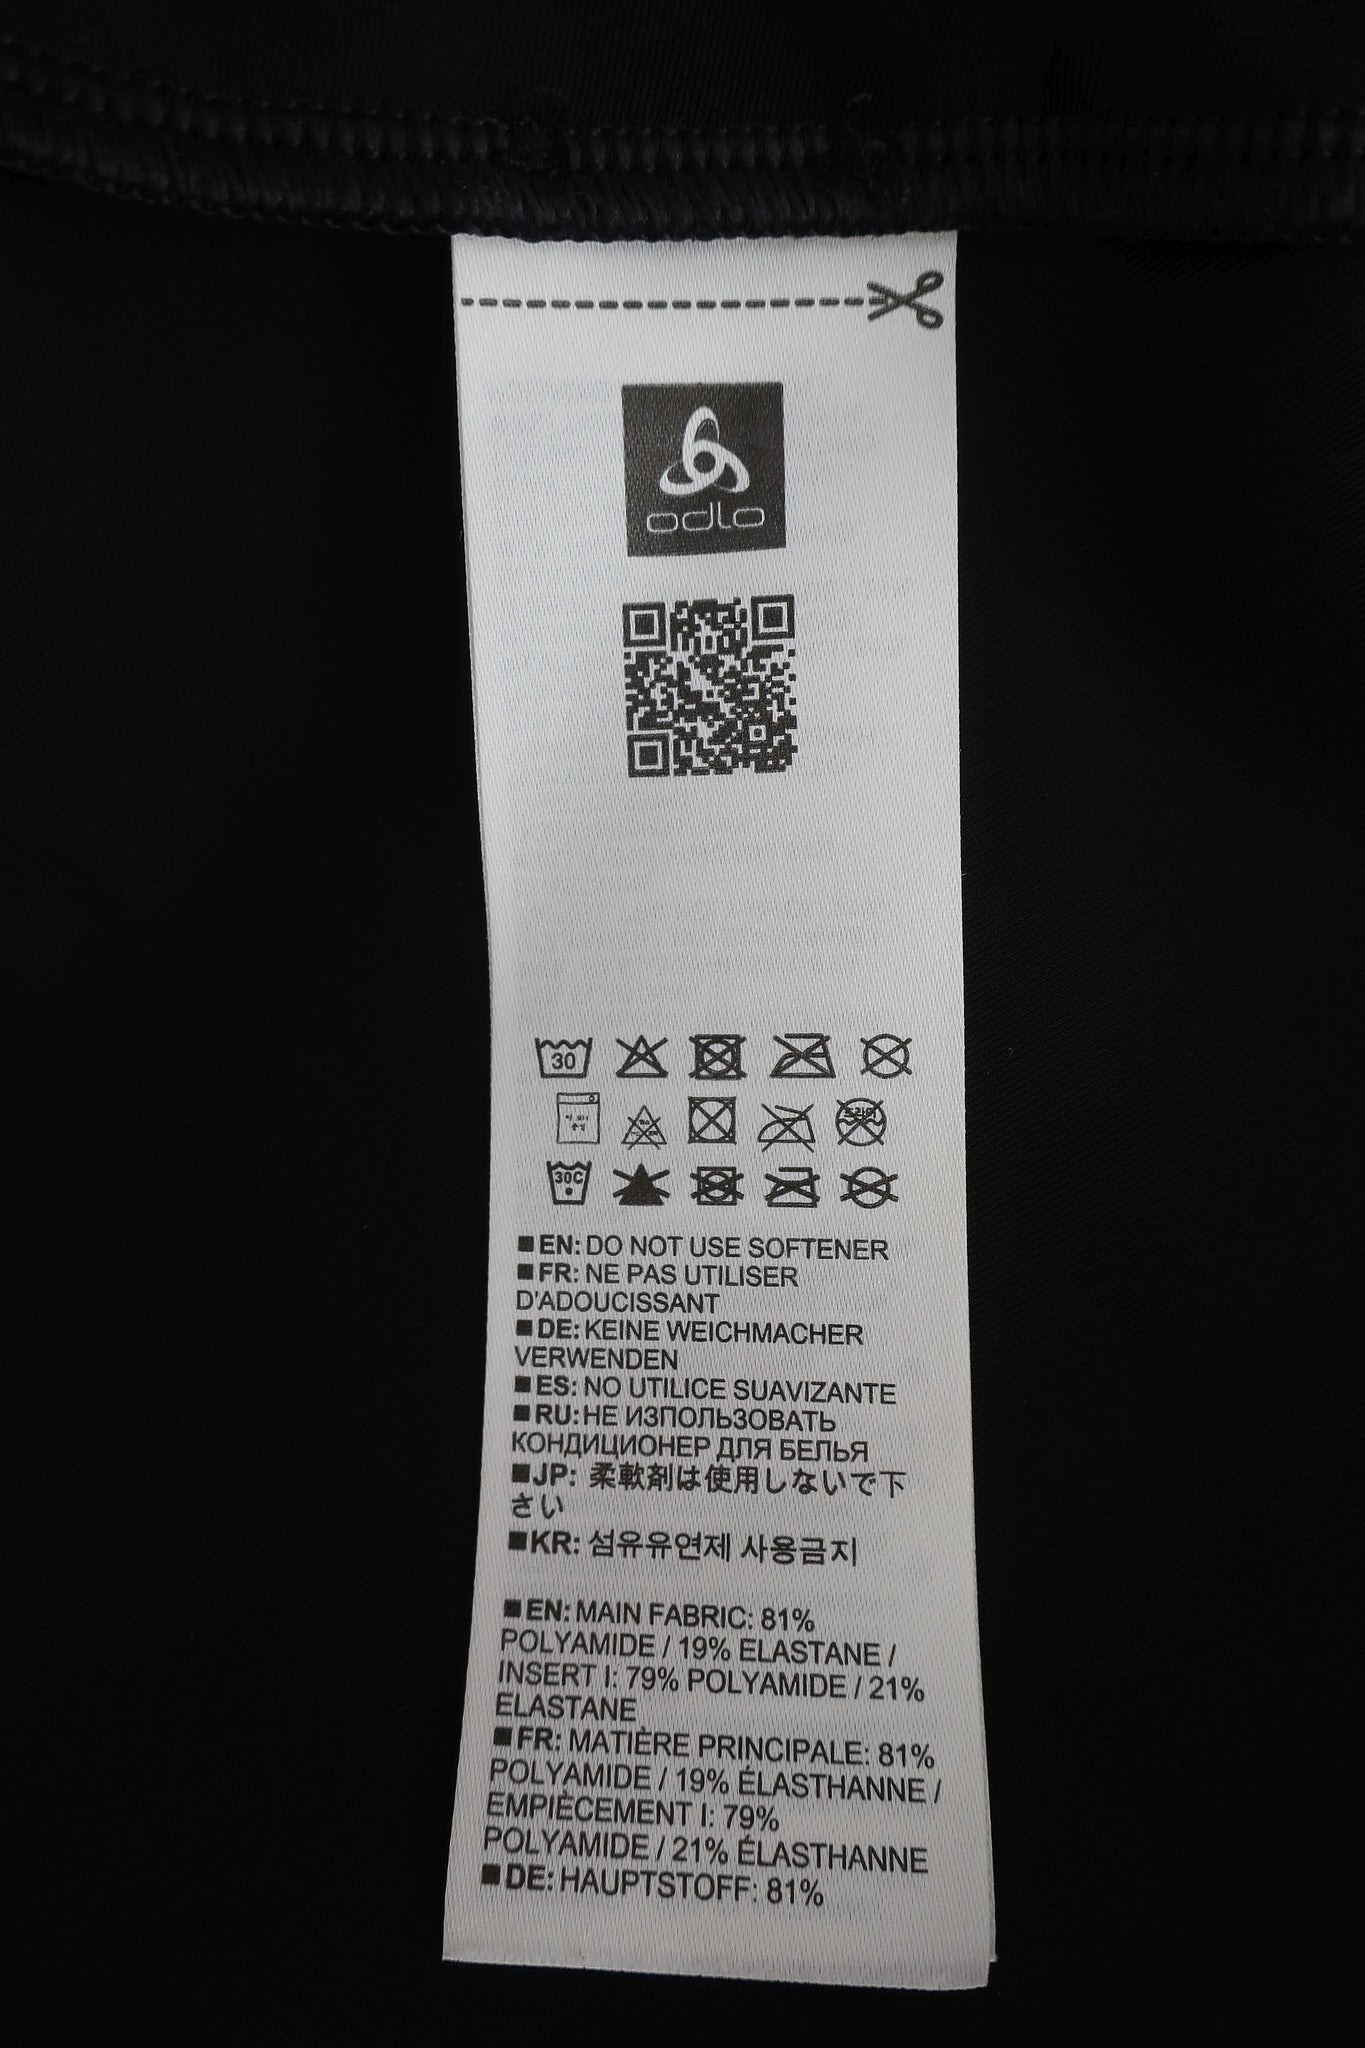 odlo
30
드라이
30C
■EN: DO NOT USE SOFTENER
■FR: NE PAS UTILISER
D'ADOUCISSANT
■DE: KEINE WEICHMACHER
VERWENDEN
■ES: NO UTILICE SUAVIZANTE
■RU: НЕ ИЗПОЛЬЗОВАТЬ
КОНДИЦИОНЕР ДЛЯ БЕЛЬЯ
■JP: 柔軟剤は使用しないで下
さい
■KR: 섬유유연제 사용금지
■EN: MAIN FABRIC: 81%
POLYAMIDE / 19% ELASTANE /
INSERT I: 79% POLYAMIDE / 21%
ELASTANE
■FR: MATIÈRE PRINCIPALE: 81%
POLYAMIDE / 19% ÉLASTHANNE /
EMPIÈCEMENT I: 79%
POLYAMIDE / 21% ÉLASTHANNE
■DE: HAUPTSTOFF: 81%